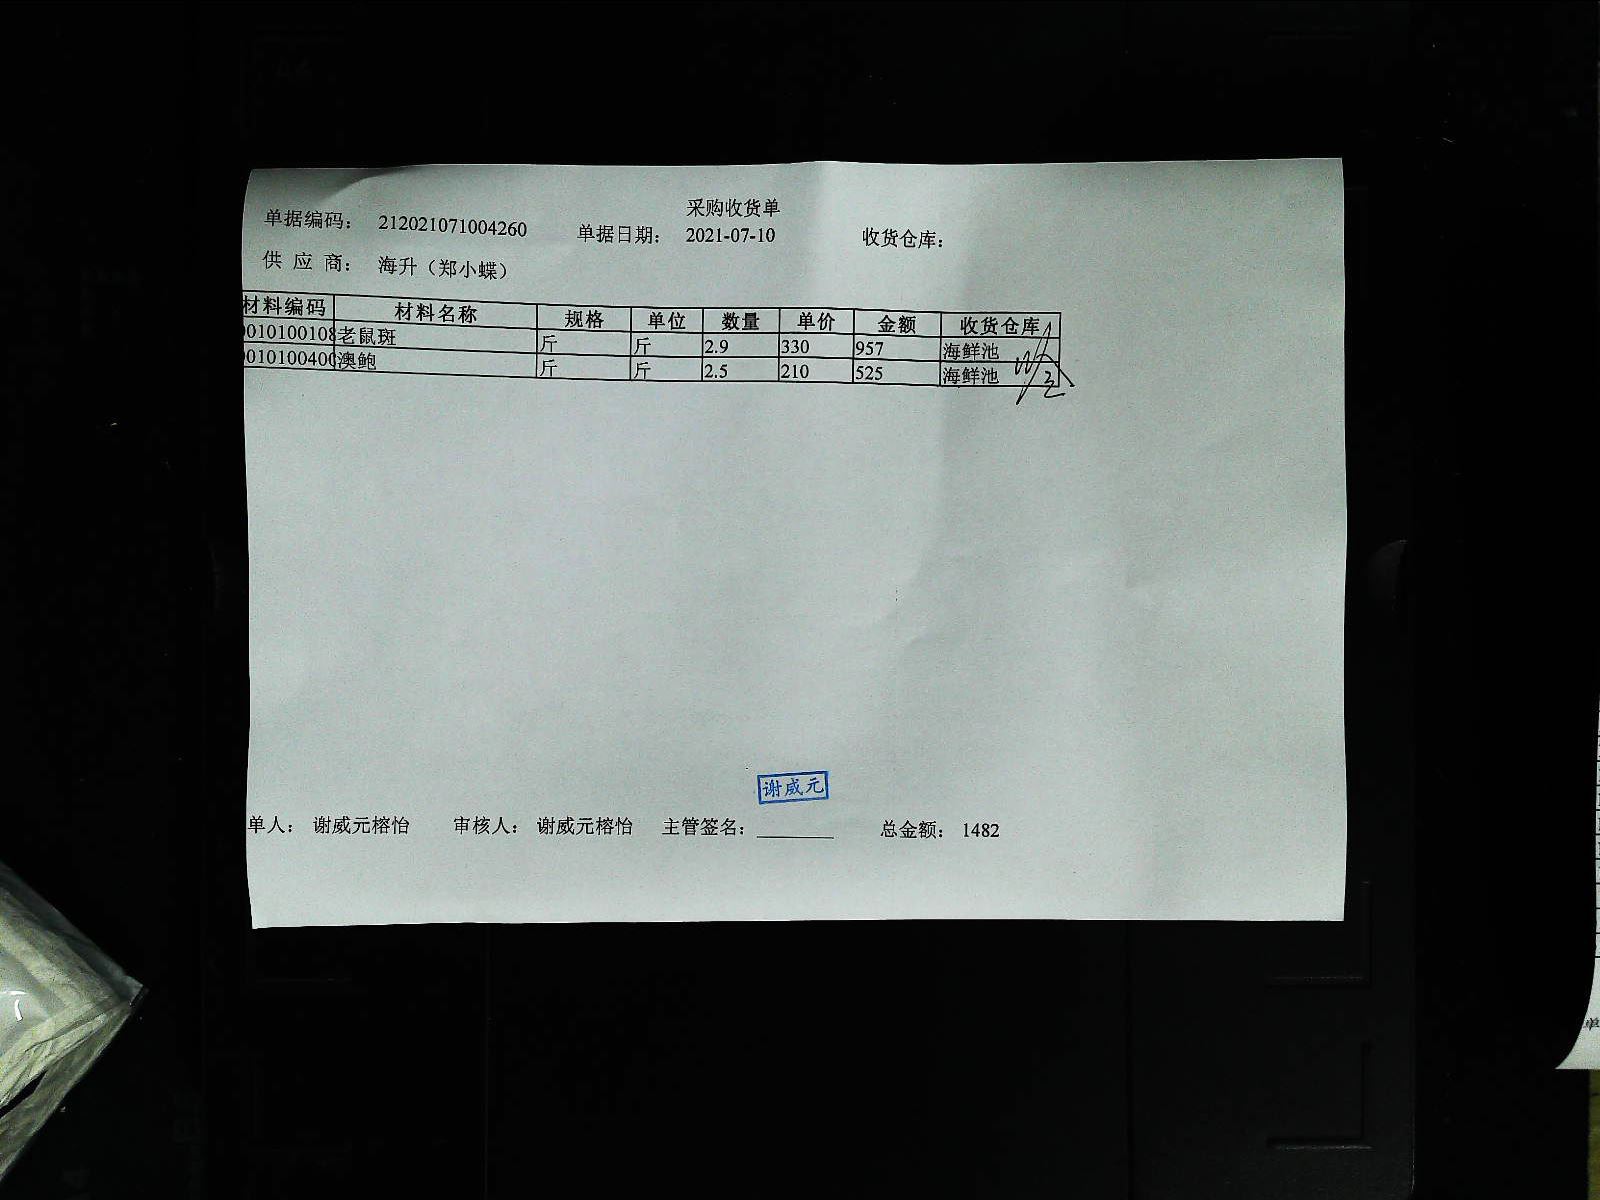 采购收货单
单据编码: 212021071004260 单据日期: 2021-07-10 收货仓库:
供 应 商: 海升（郑小蝶）
材料编码 材料名称 规格 单位 数量 单价 金额 收货仓库
010100108 老鼠斑 斤 斤 2.9 330 957 海鲜池
010100400 澳鲍 斤 斤 2.5 210 525 海鲜池
谢威元
单人: 谢威元榕怡 审核人: 谢威元榕怡 主管签名: 总金额: 1482